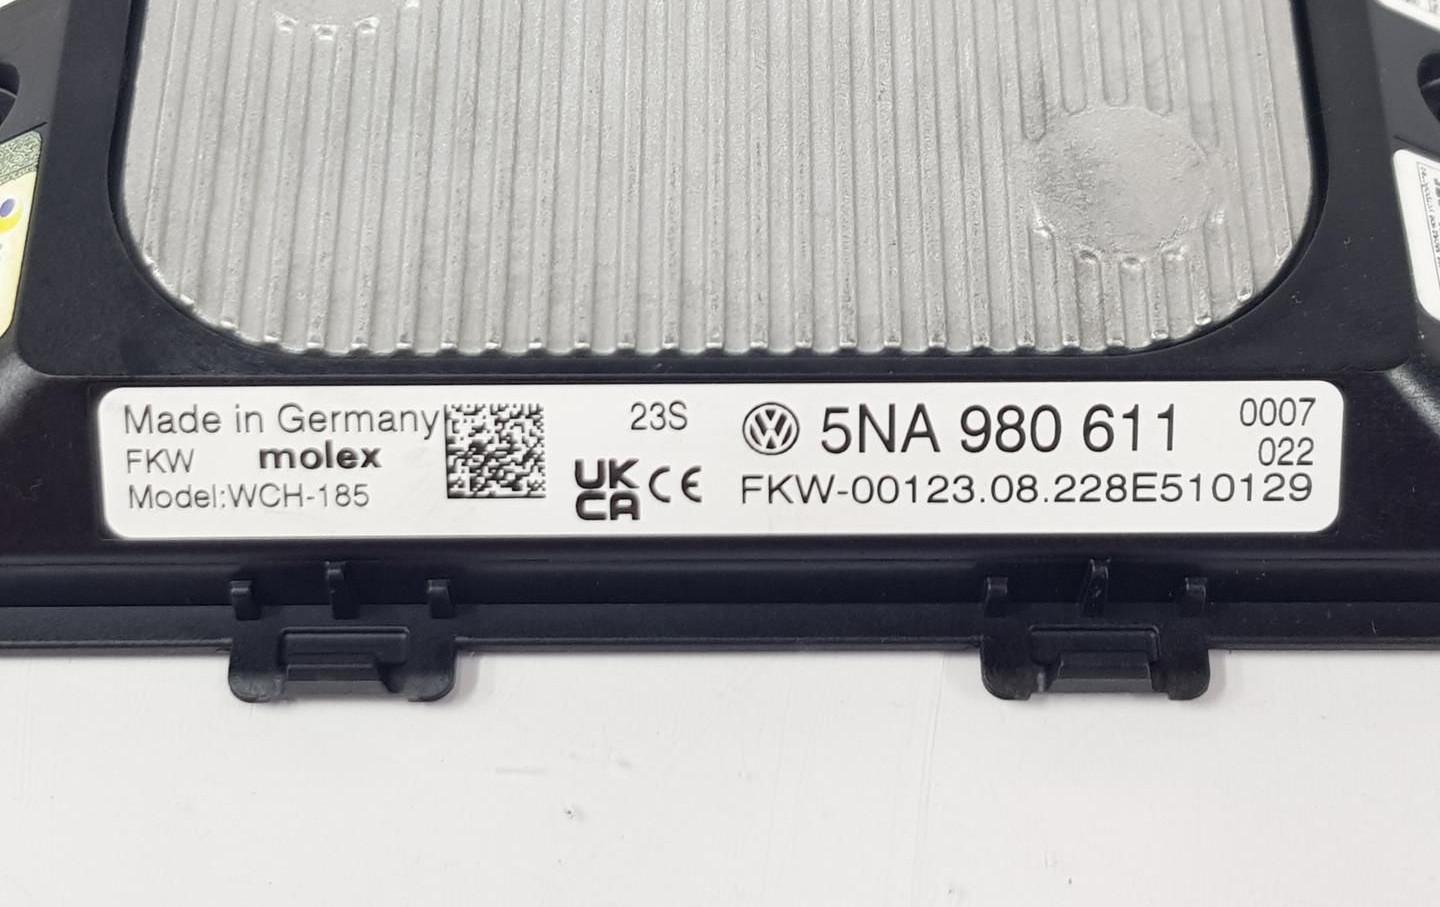 Made in Germany
FKW molex
Model:WCH-185
23S
UK
CA CE
5NA 980 611
0007
022
FKW-00123.08.228E510129